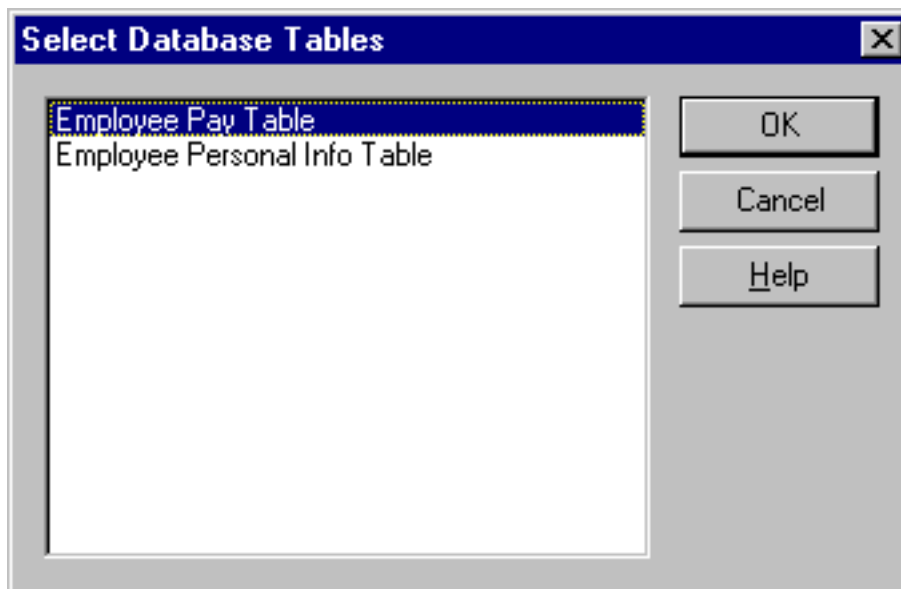 Select Database Tables
Employee Pay Table
Employee Personal Info Table
OK
Cancel
Help